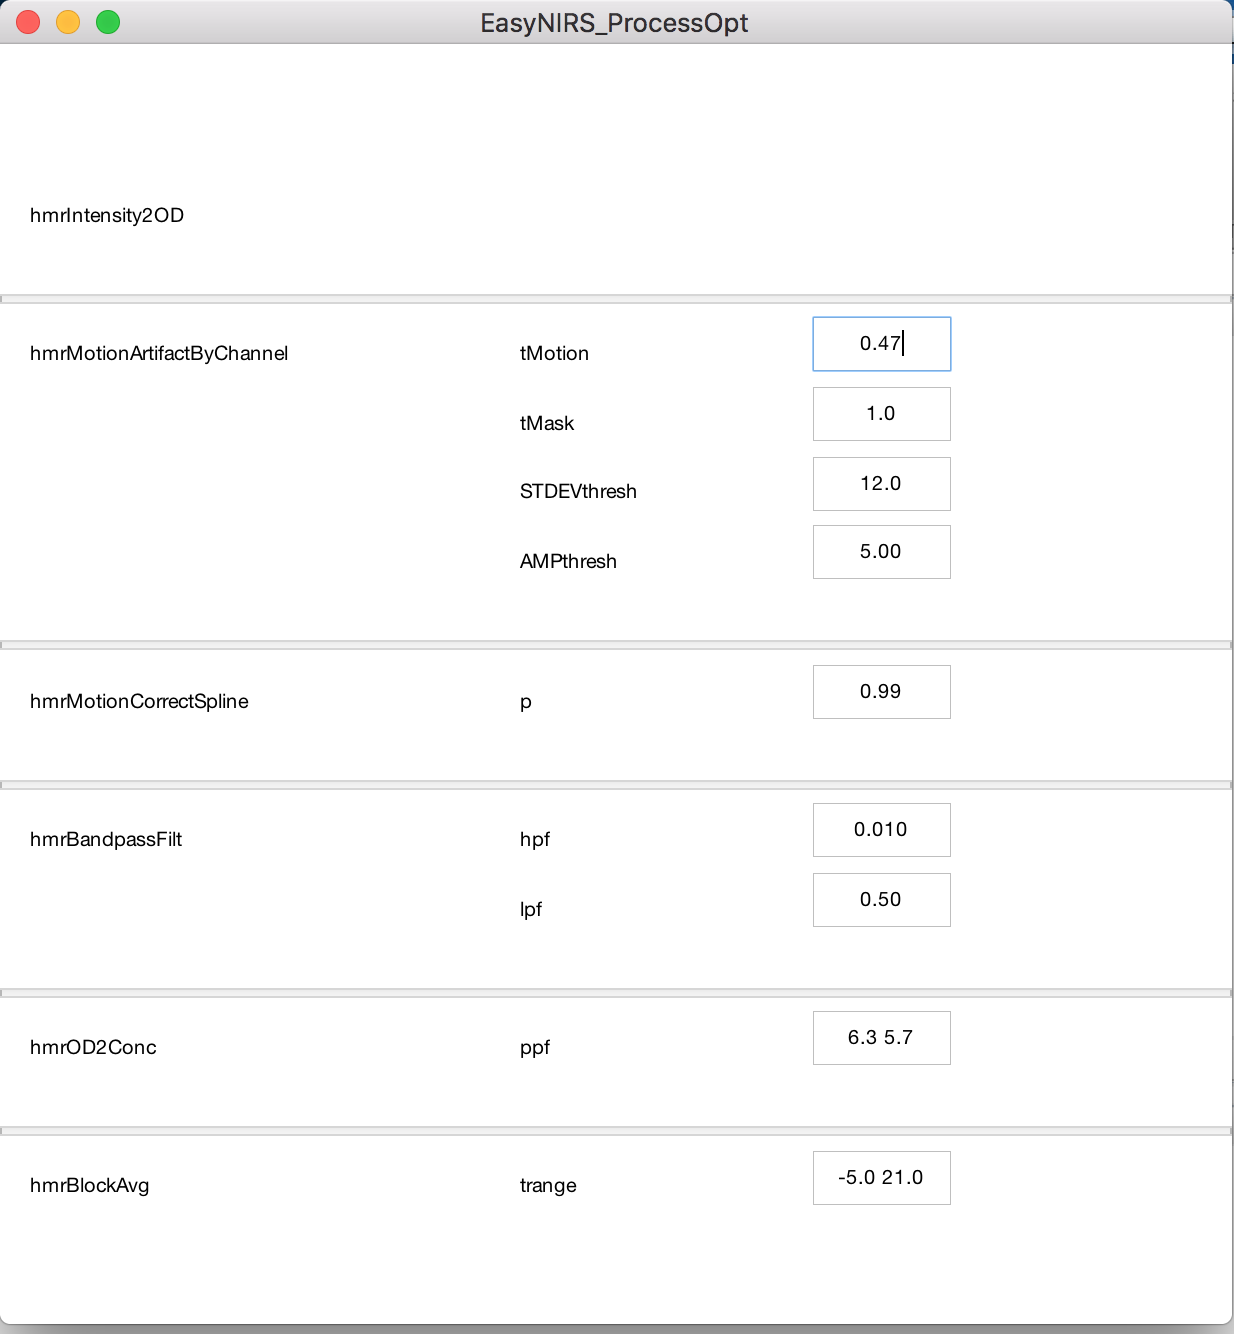 EasyNIRS_ProcessOpt
hmrIntensity2OD
hmrMotionArtifactByChannel tMotion 0.47
tMask 1.0
STDEVthresh 12.0
AMPthresh 5.00
hmrMotionCorrectSpline p 0.99
hmrBandpassFilt hpf 0.010
lpf 0.50
hmrOD2Conc ppf 6.3 5.7
hmrBlockAvg trange -5.0 21.0